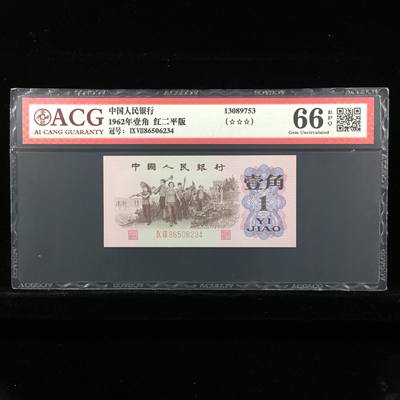 ACG
AI CANG GUARANTY
中国人民银行
1962年壹角 红二平版
冠号: IX VIII 86506234
13089753
(☆☆☆)
66 EPQ
Gem Uncirculated
中國人民銀行
壹角
1
YI
JIAO
IX VIII 86506234